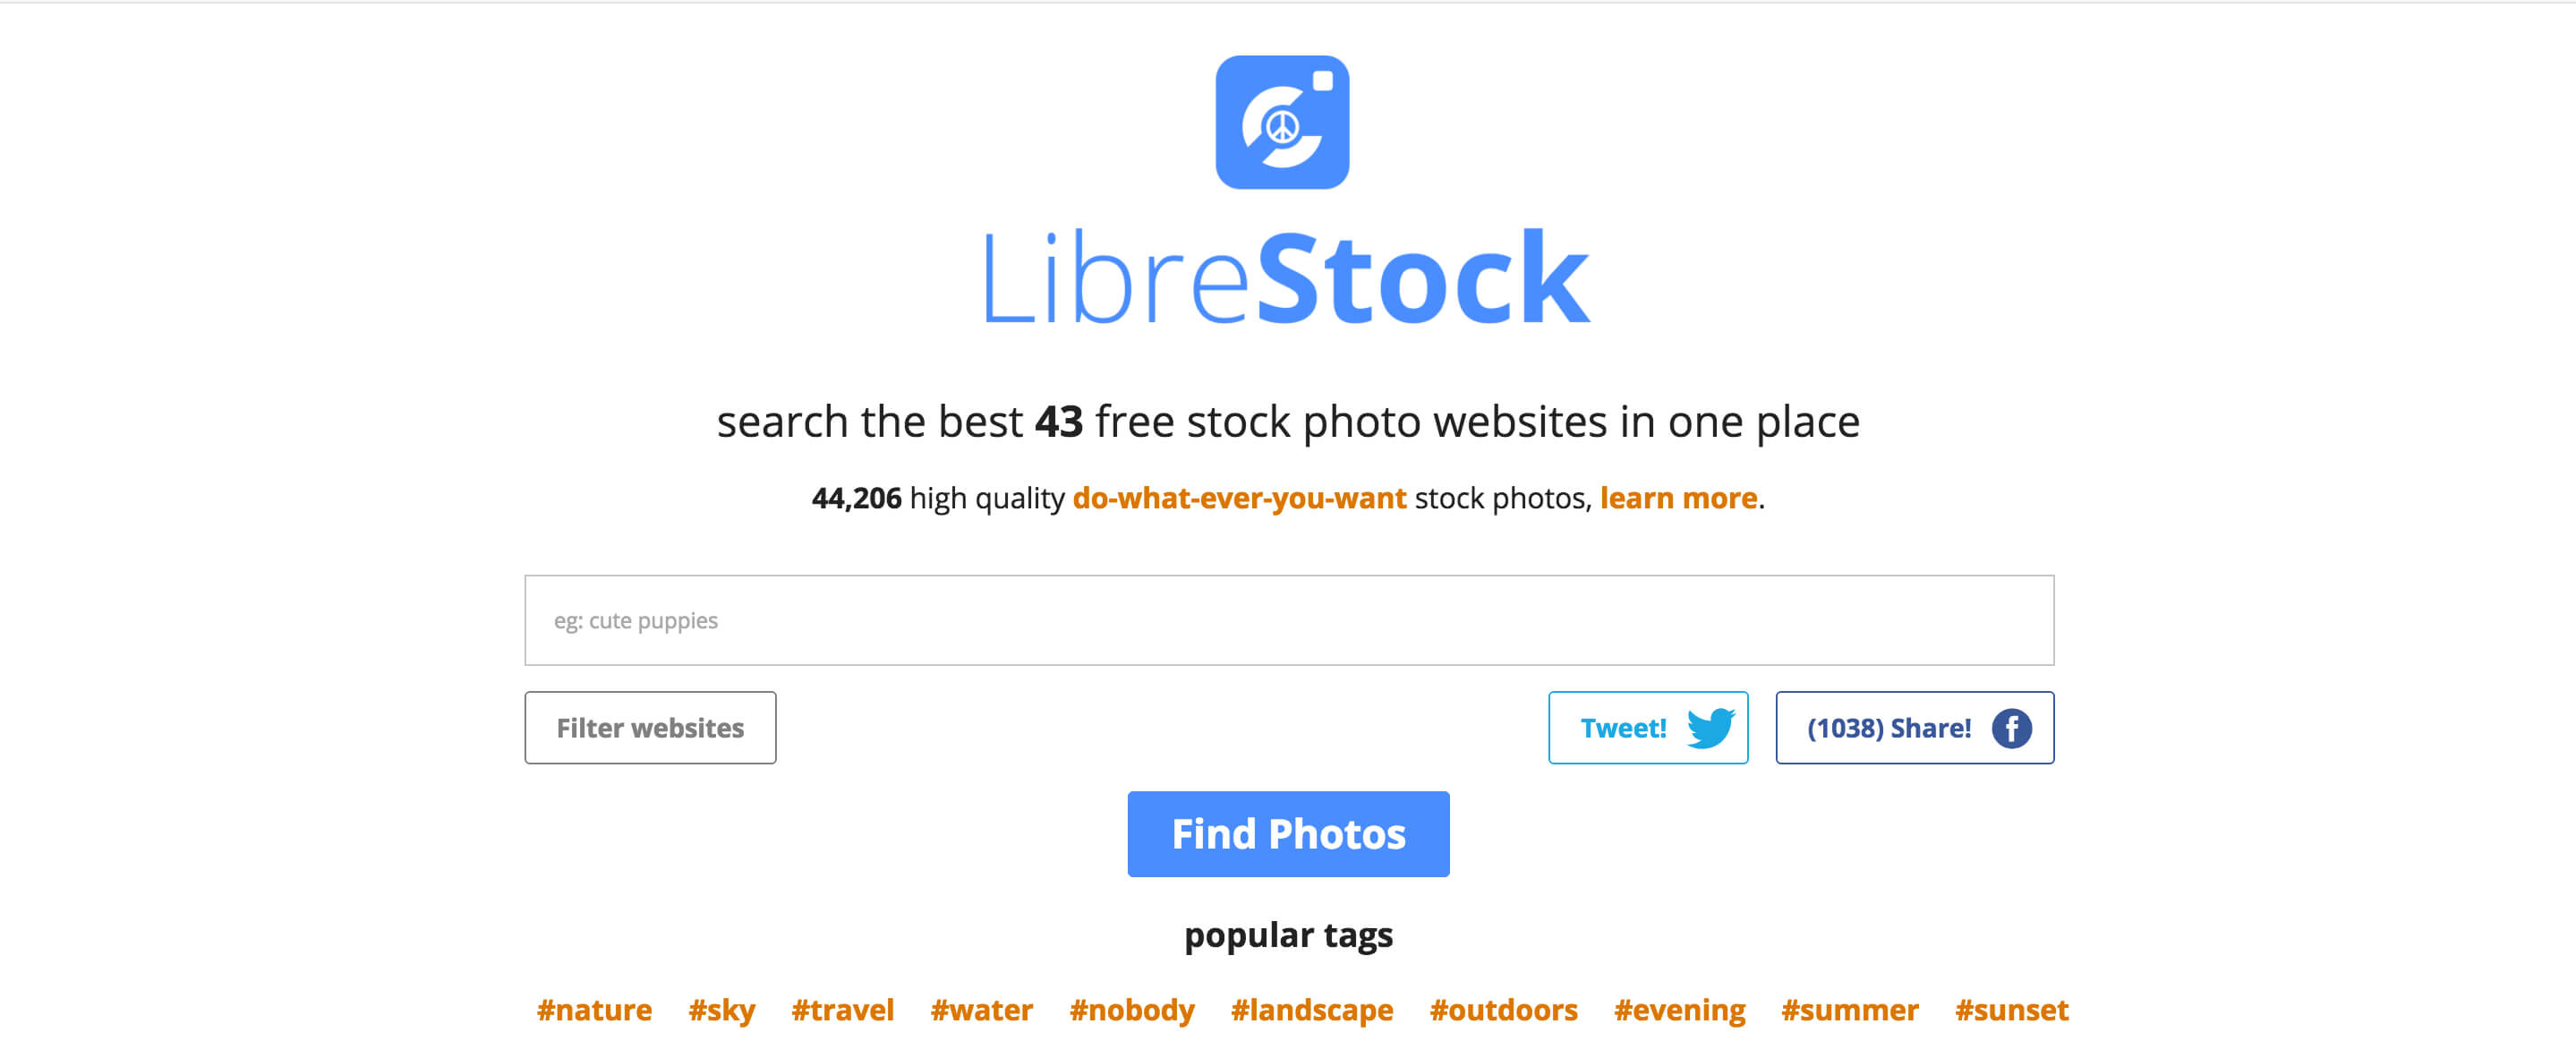 LibreStock
search the best 43 free stock photo websites in one place
44,206 high quality do-what-ever-you-want stock photos, learn more.
eg: cute puppies
Filter websites
Tweet!
(1038) Share!
Find Photos
popular tags
#nature #sky #travel #water #nobody #landscape #outdoors #evening #summer #sunset